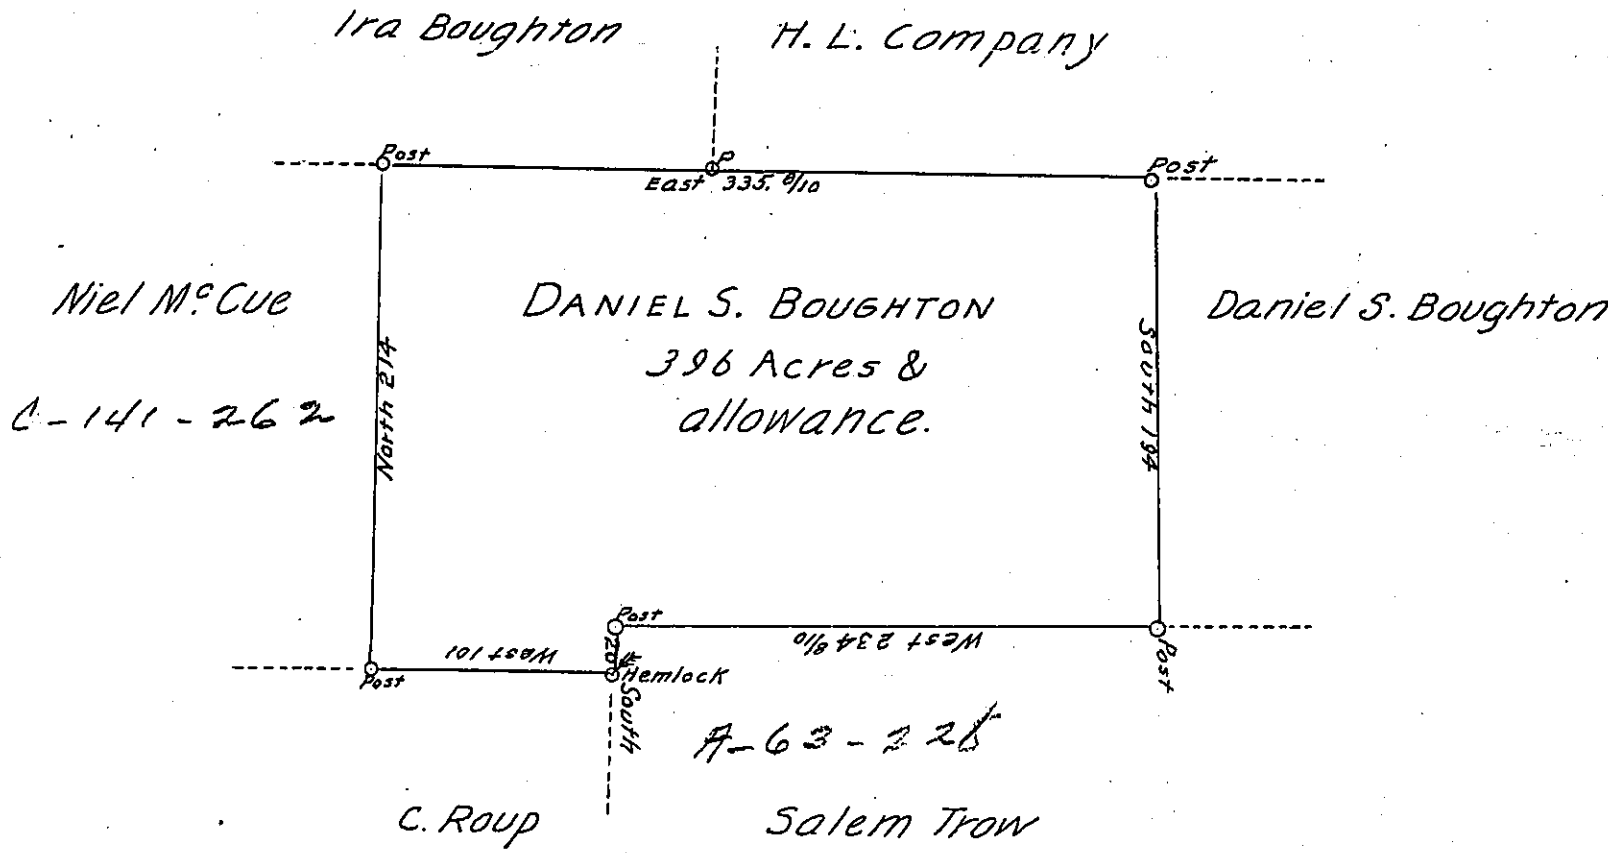 Ira Boughton
H. L. Company
Post
P
Post
East 335. 8/10
Niel McCue
DANIEL S. BOUGHTON
Daniel S. Boughton
396 Acres &
allowance.
North 214
South 194
C-141-262
Post
West 234 8/10
Post
20
West 101
Post
Hemlock
South
A-63-225
C. Roup
Salem Trow